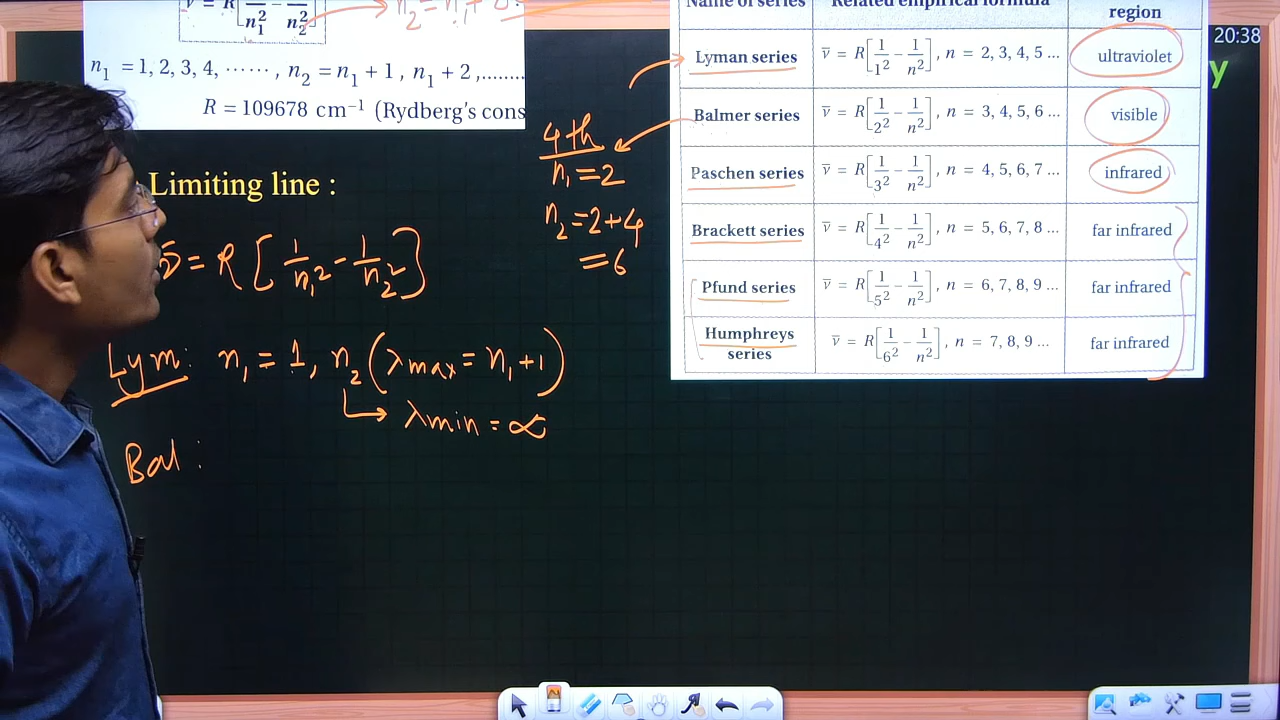 ν̄ = R[ 1/n₁² − 1/n₂² ]
n₁ = 1, 2, 3, 4, ······ , n₂ = n₁ + 1 , n₁ + 2 ,........
R = 109678 cm⁻¹ (Rydberg's cons
Limiting line :
ν̄ = R [ 1/n₁² − 1/n₂² ]
Lym: n₁ = 1, n₂ (λmax = n₁+1)
λmin = ∞
Bal :
4th
n₁ = 2
n₂ = 2+4
= 6
Name of series Related empirical formula region
Lyman series ν̄ = R[ 1/1² − 1/n² ] , n = 2, 3, 4, 5 ... ultraviolet
Balmer series ν̄ = R[ 1/2² − 1/n² ] , n = 3, 4, 5, 6 ... visible
Paschen series ν̄ = R[ 1/3² − 1/n² ] , n = 4, 5, 6, 7 ... infrared
Brackett series ν̄ = R[ 1/4² − 1/n² ] , n = 5, 6, 7, 8 ... far infrared
Pfund series ν̄ = R[ 1/5² − 1/n² ] , n = 6, 7, 8, 9 ... far infrared
Humphreys series ν̄ = R[ 1/6² − 1/n² ] , n = 7, 8, 9 ... far infrared
20:38
y